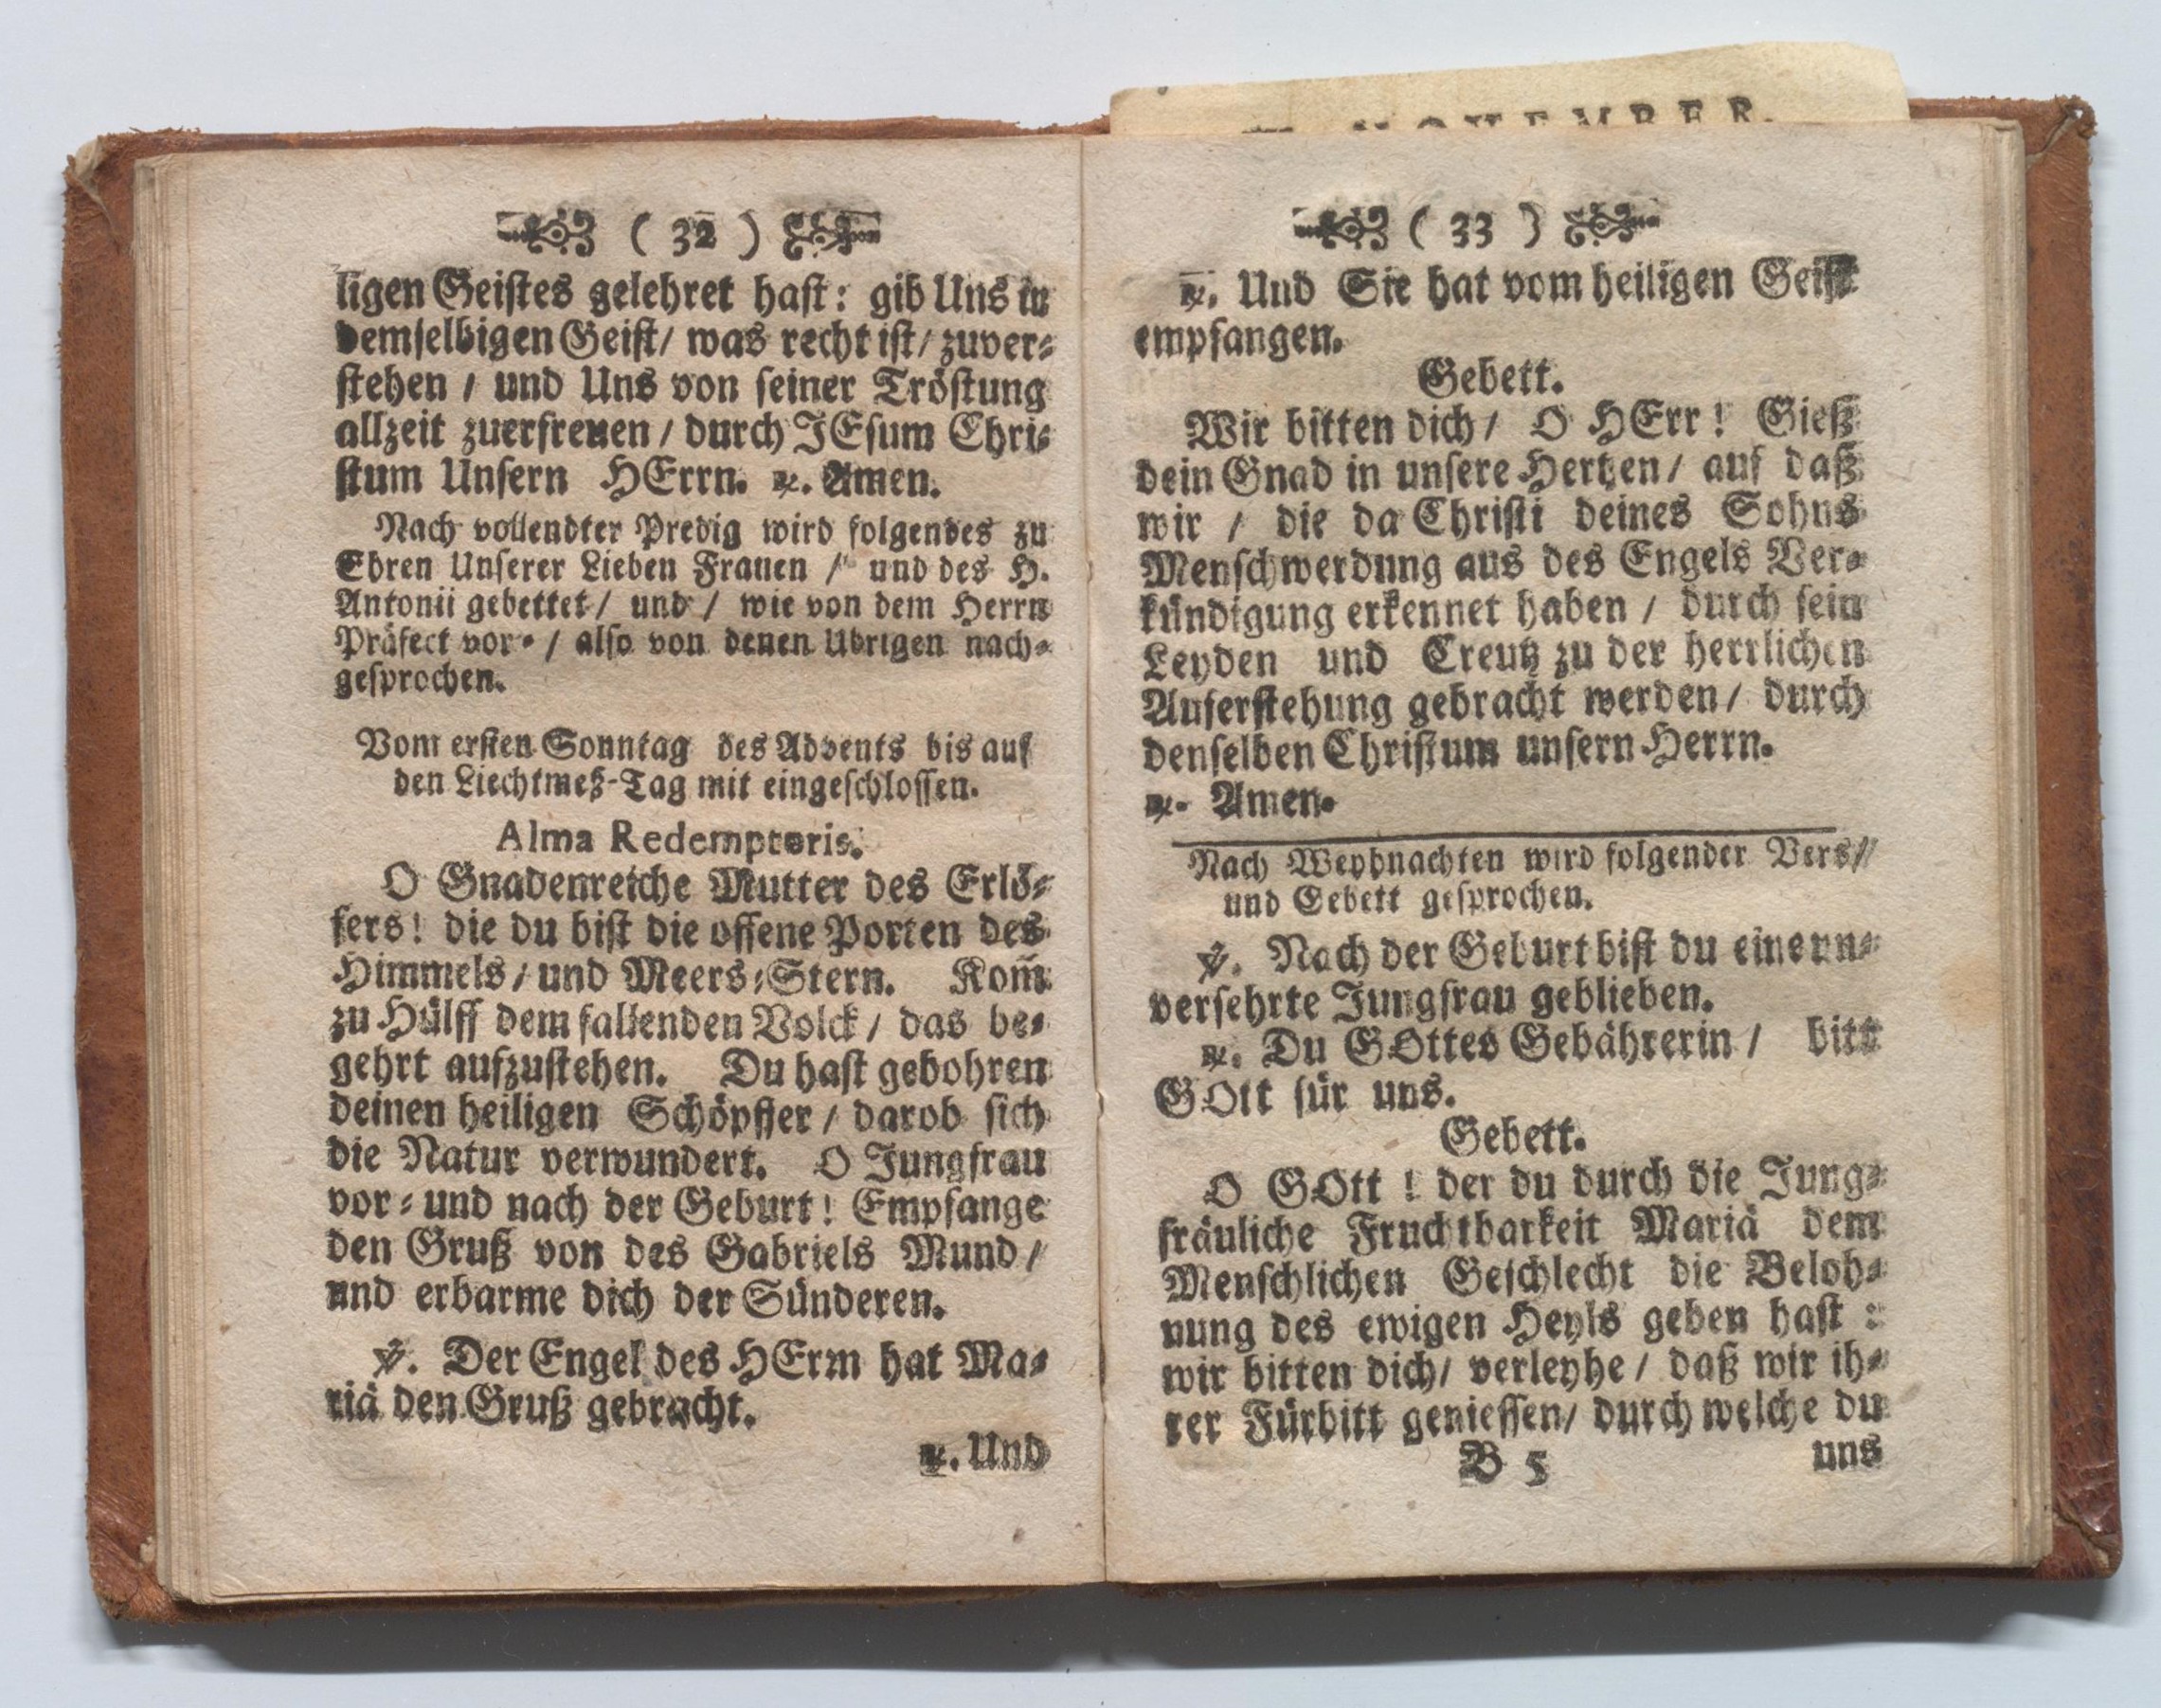 NOVEMBER.
( 32 )
ligen Geistes gelehret hast: gib Uns in
demselbigen Geist/ was recht ist/ zuver-
stehen / und Uns von seiner Tröstung
allzeit zuerfreuen / durch JEsum Chri-
stum Unsern HErrn. ℟. Amen.
Nach vollendter Predig wird folgendes zu
Ehren Unserer Lieben Frauen / und des H.
Antonii gebettet / und / wie von dem Herrn
Präfect vor- / also von denen Ubrigen nach-
gesprochen.
Vom ersten Sonntag des Advents bis auf
den Liechtmeß-Tag mit eingeschlossen.
Alma Redemptoris.
O Gnadenreiche Mutter des Erlö-
sers! die du bist die offene Porten des
Himmels / und Meers-Stern. Kom̃
zu Hülff dem fallenden Volck / das be-
gehrt aufzustehen. Du hast gebohren
deinen heiligen Schöpffer / darob sich
die Natur verwundert. O Jungfrau
vor- und nach der Geburt! Empfange
den Gruß von des Gabriels Mund /
und erbarme dich der Sünderen.
℣. Der Engel des HErrn hat Ma-
riä den Gruß gebracht.
℟. Und
( 33 )
℟. Und Sie hat vom heiligen Geist
empfangen.
Gebett.
Wir bitten dich / O HErr! Gieß
dein Gnad in unsere Hertzen / auf daß
wir / die da Christi deines Sohns
Menschwerdung aus des Engels Ver-
kündigung erkennet haben / durch sein
Leyden und Creutz zu der herrlichen
Auferstehung gebracht werden / durch
denselben Christum unsern Herrn.
℟. Amen.
Nach Weyhnachten wird folgender Vers//
und Gebett gesprochen.
℣. Nach der Geburt bist du eine un-
versehrte Jungfrau geblieben.
℟. Du GOttes Gebährerin / bitt
GOtt für uns.
Gebett.
O GOtt! der du durch die Jung-
fräuliche Fruchtbarkeit Mariä dem
Menschlichen Geschlecht die Beloh-
nung des ewigen Heyls geben hast:
wir bitten dich/ verleyhe / daß wir ih-
rer Fürbitt geniessen/ durch welche du
B 5 uns